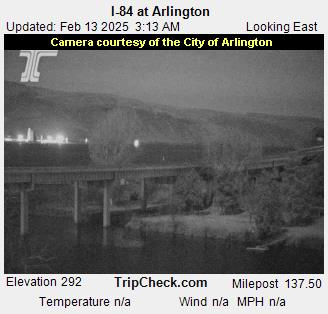 I-84 at Arlington
Updated: Feb 13 2025 3:13 AM Looking East
Camera courtesy of the City of Arlington
Elevation 292 TripCheck.com Milepost 137.50
Temperature n/a Wind n/a MPH n/a